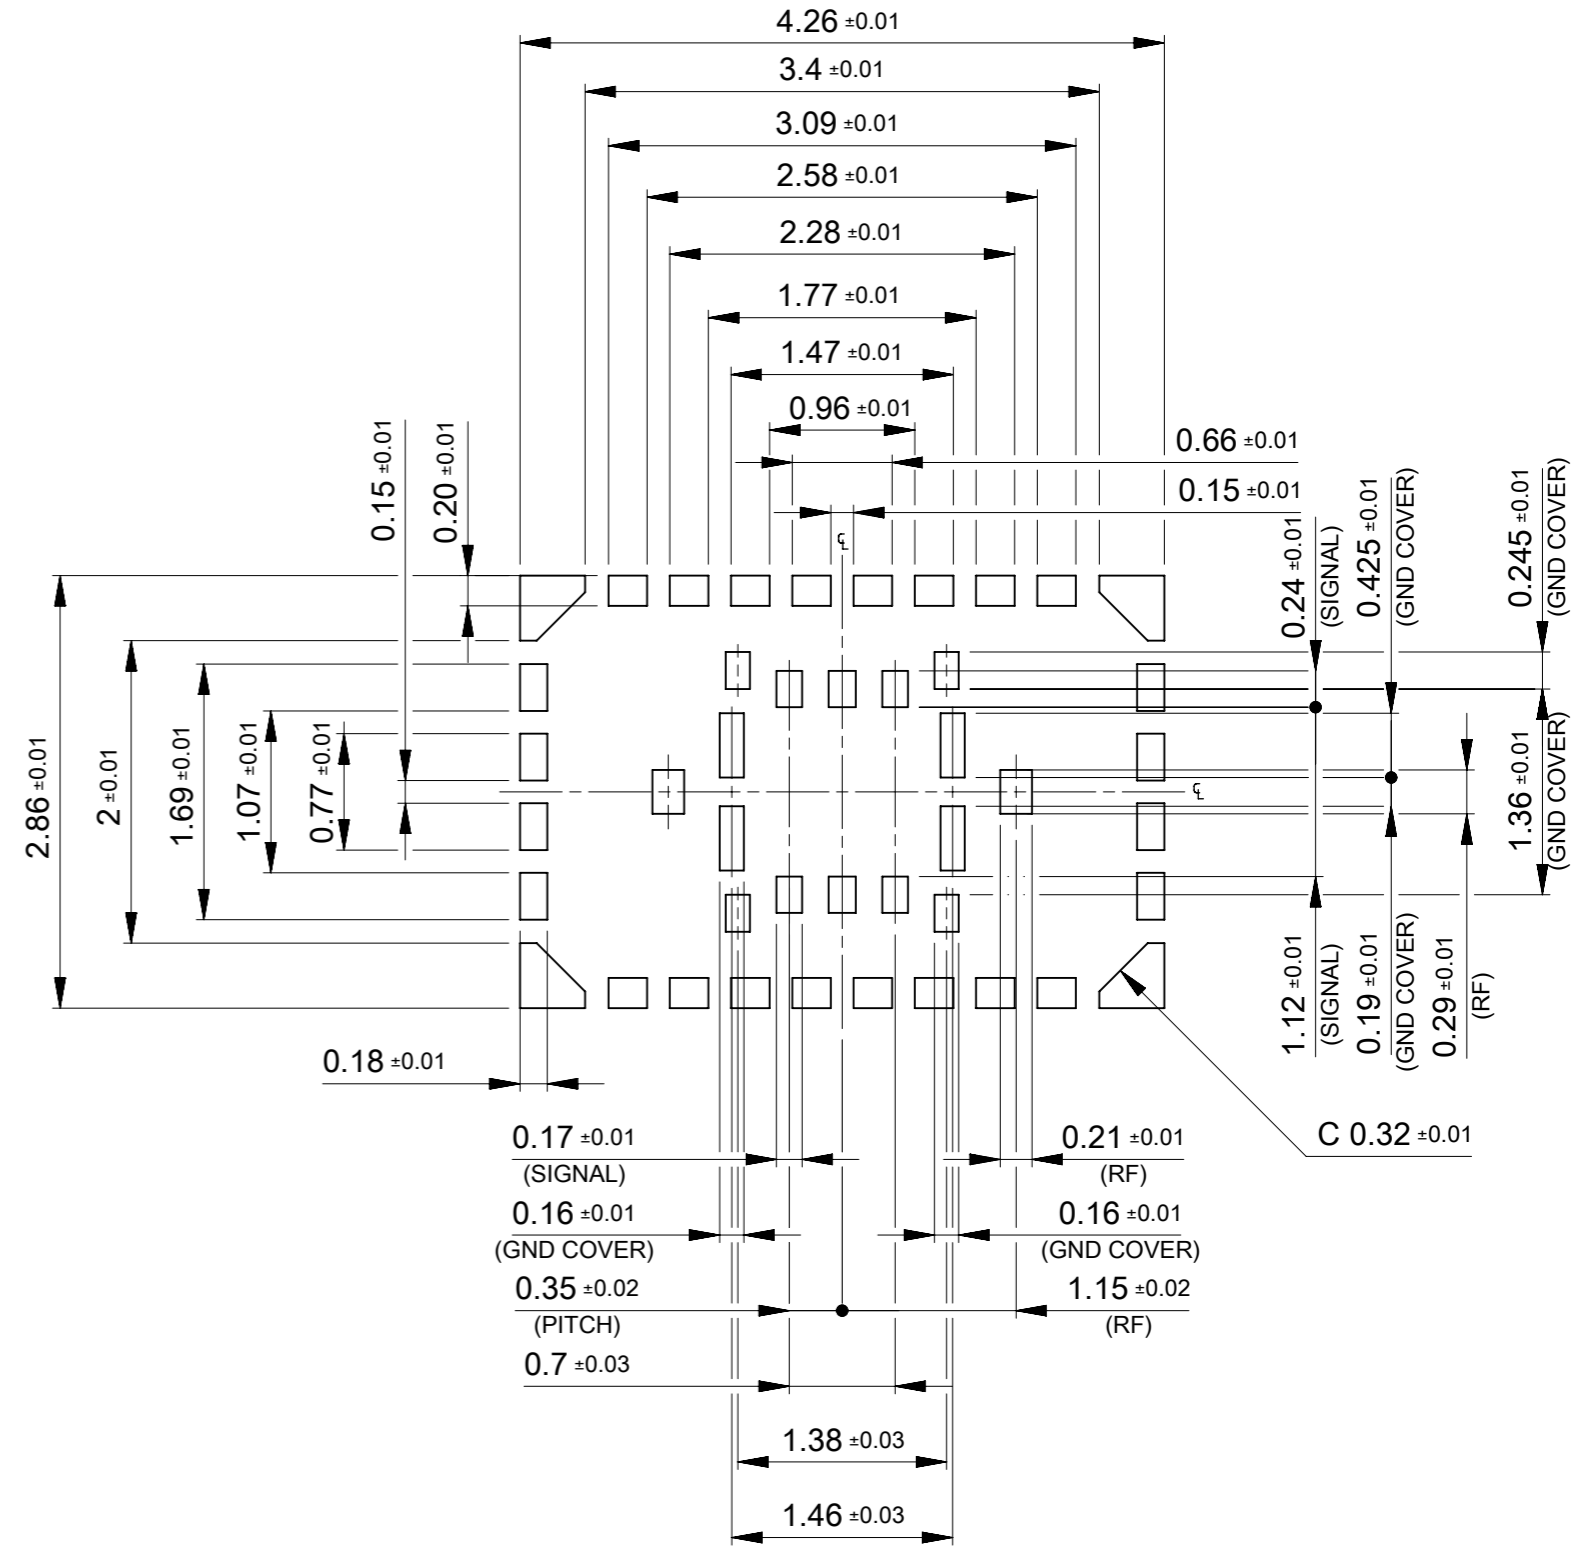 4.26 ±0.01
3.4 ±0.01
3.09 ±0.01
2.58 ±0.01
2.28 ±0.01
1.77 ±0.01
1.47 ±0.01
0.96 ±0.01
0.66 ±0.01
0.15 ±0.01
0.15 ±0.01
0.20 ±0.01
℄
0.24 ±0.01
(SIGNAL)
0.425 ±0.01
(GND COVER)
0.245 ±0.01
(GND COVER)
2.86 ±0.01
2 ±0.01
1.69 ±0.01
1.07 ±0.01
0.77 ±0.01
℄
1.36 ±0.01
(GND COVER)
1.12 ±0.01
(SIGNAL)
0.19 ±0.01
(GND COVER)
0.29 ±0.01
(RF)
0.18 ±0.01
C 0.32 ±0.01
0.17 ±0.01
(SIGNAL)
0.21 ±0.01
(RF)
0.16 ±0.01
(GND COVER)
0.16 ±0.01
(GND COVER)
0.35 ±0.02
(PITCH)
1.15 ±0.02
(RF)
0.7 ±0.03
1.38 ±0.03
1.46 ±0.03